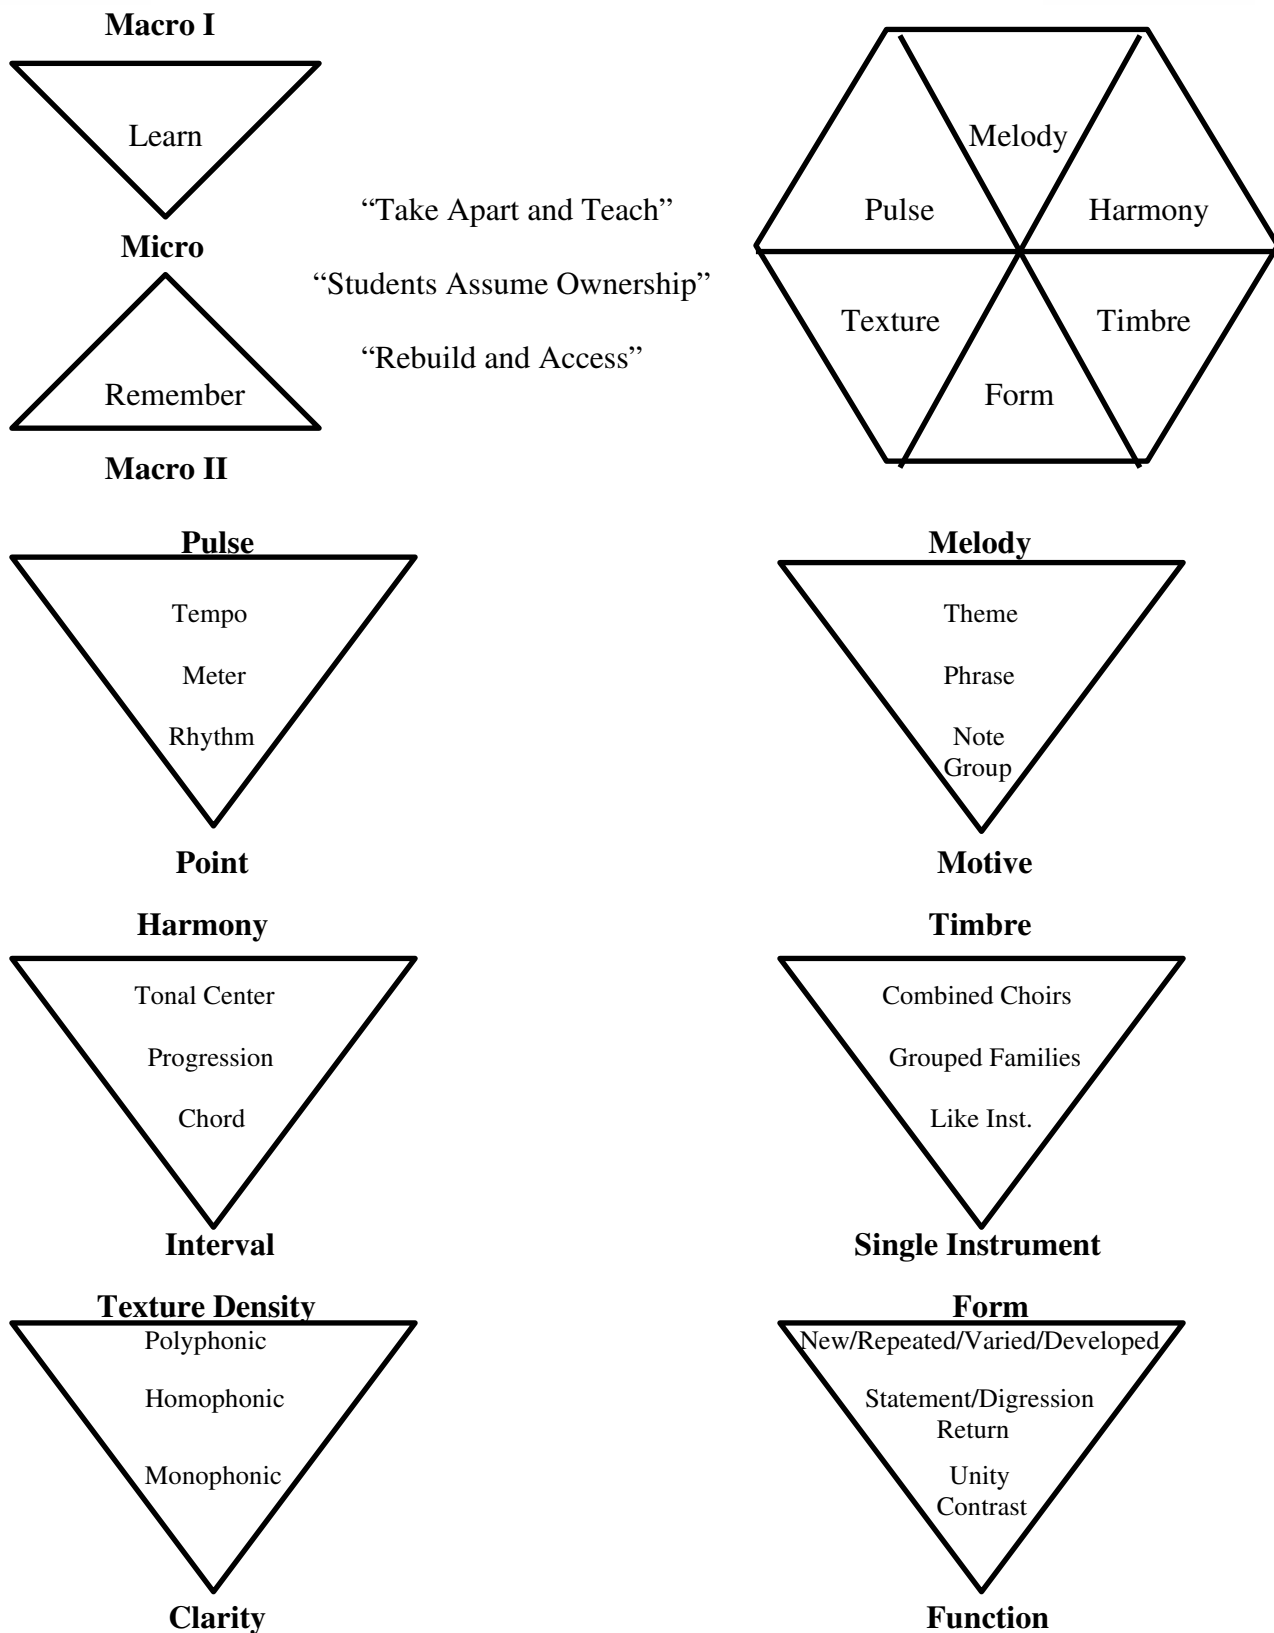 Macro I
Learn
Micro
Remember
Macro II
“Take Apart and Teach”
“Students Assume Ownership”
“Rebuild and Access”
Melody
Pulse
Harmony
Texture
Timbre
Form
Pulse
Tempo
Meter
Rhythm
Point
Melody
Theme
Phrase
Note
Group
Motive
Harmony
Tonal Center
Progression
Chord
Interval
Timbre
Combined Choirs
Grouped Families
Like Inst.
Single Instrument
Texture Density
Polyphonic
Homophonic
Monophonic
Clarity
Form
New/Repeated/Varied/Developed
Statement/Digression
Return
Unity
Contrast
Function